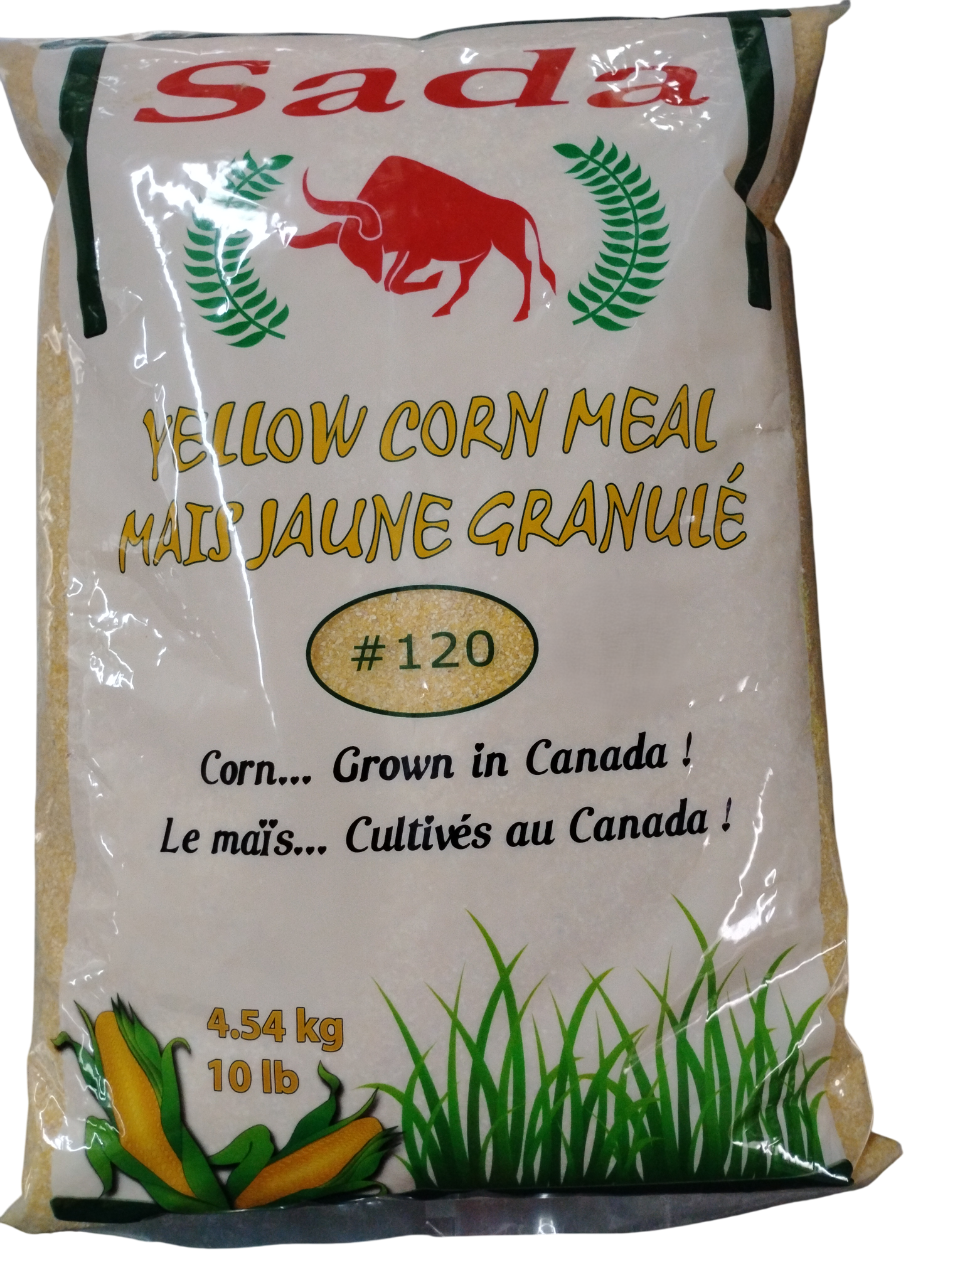 Sada
YELLOW CORN MEAL
MAIS JAUNE GRANULÉ
#120
Corn... Grown in Canada !
Le maïs... Cultivés au Canada !
4.54 kg
10 lb